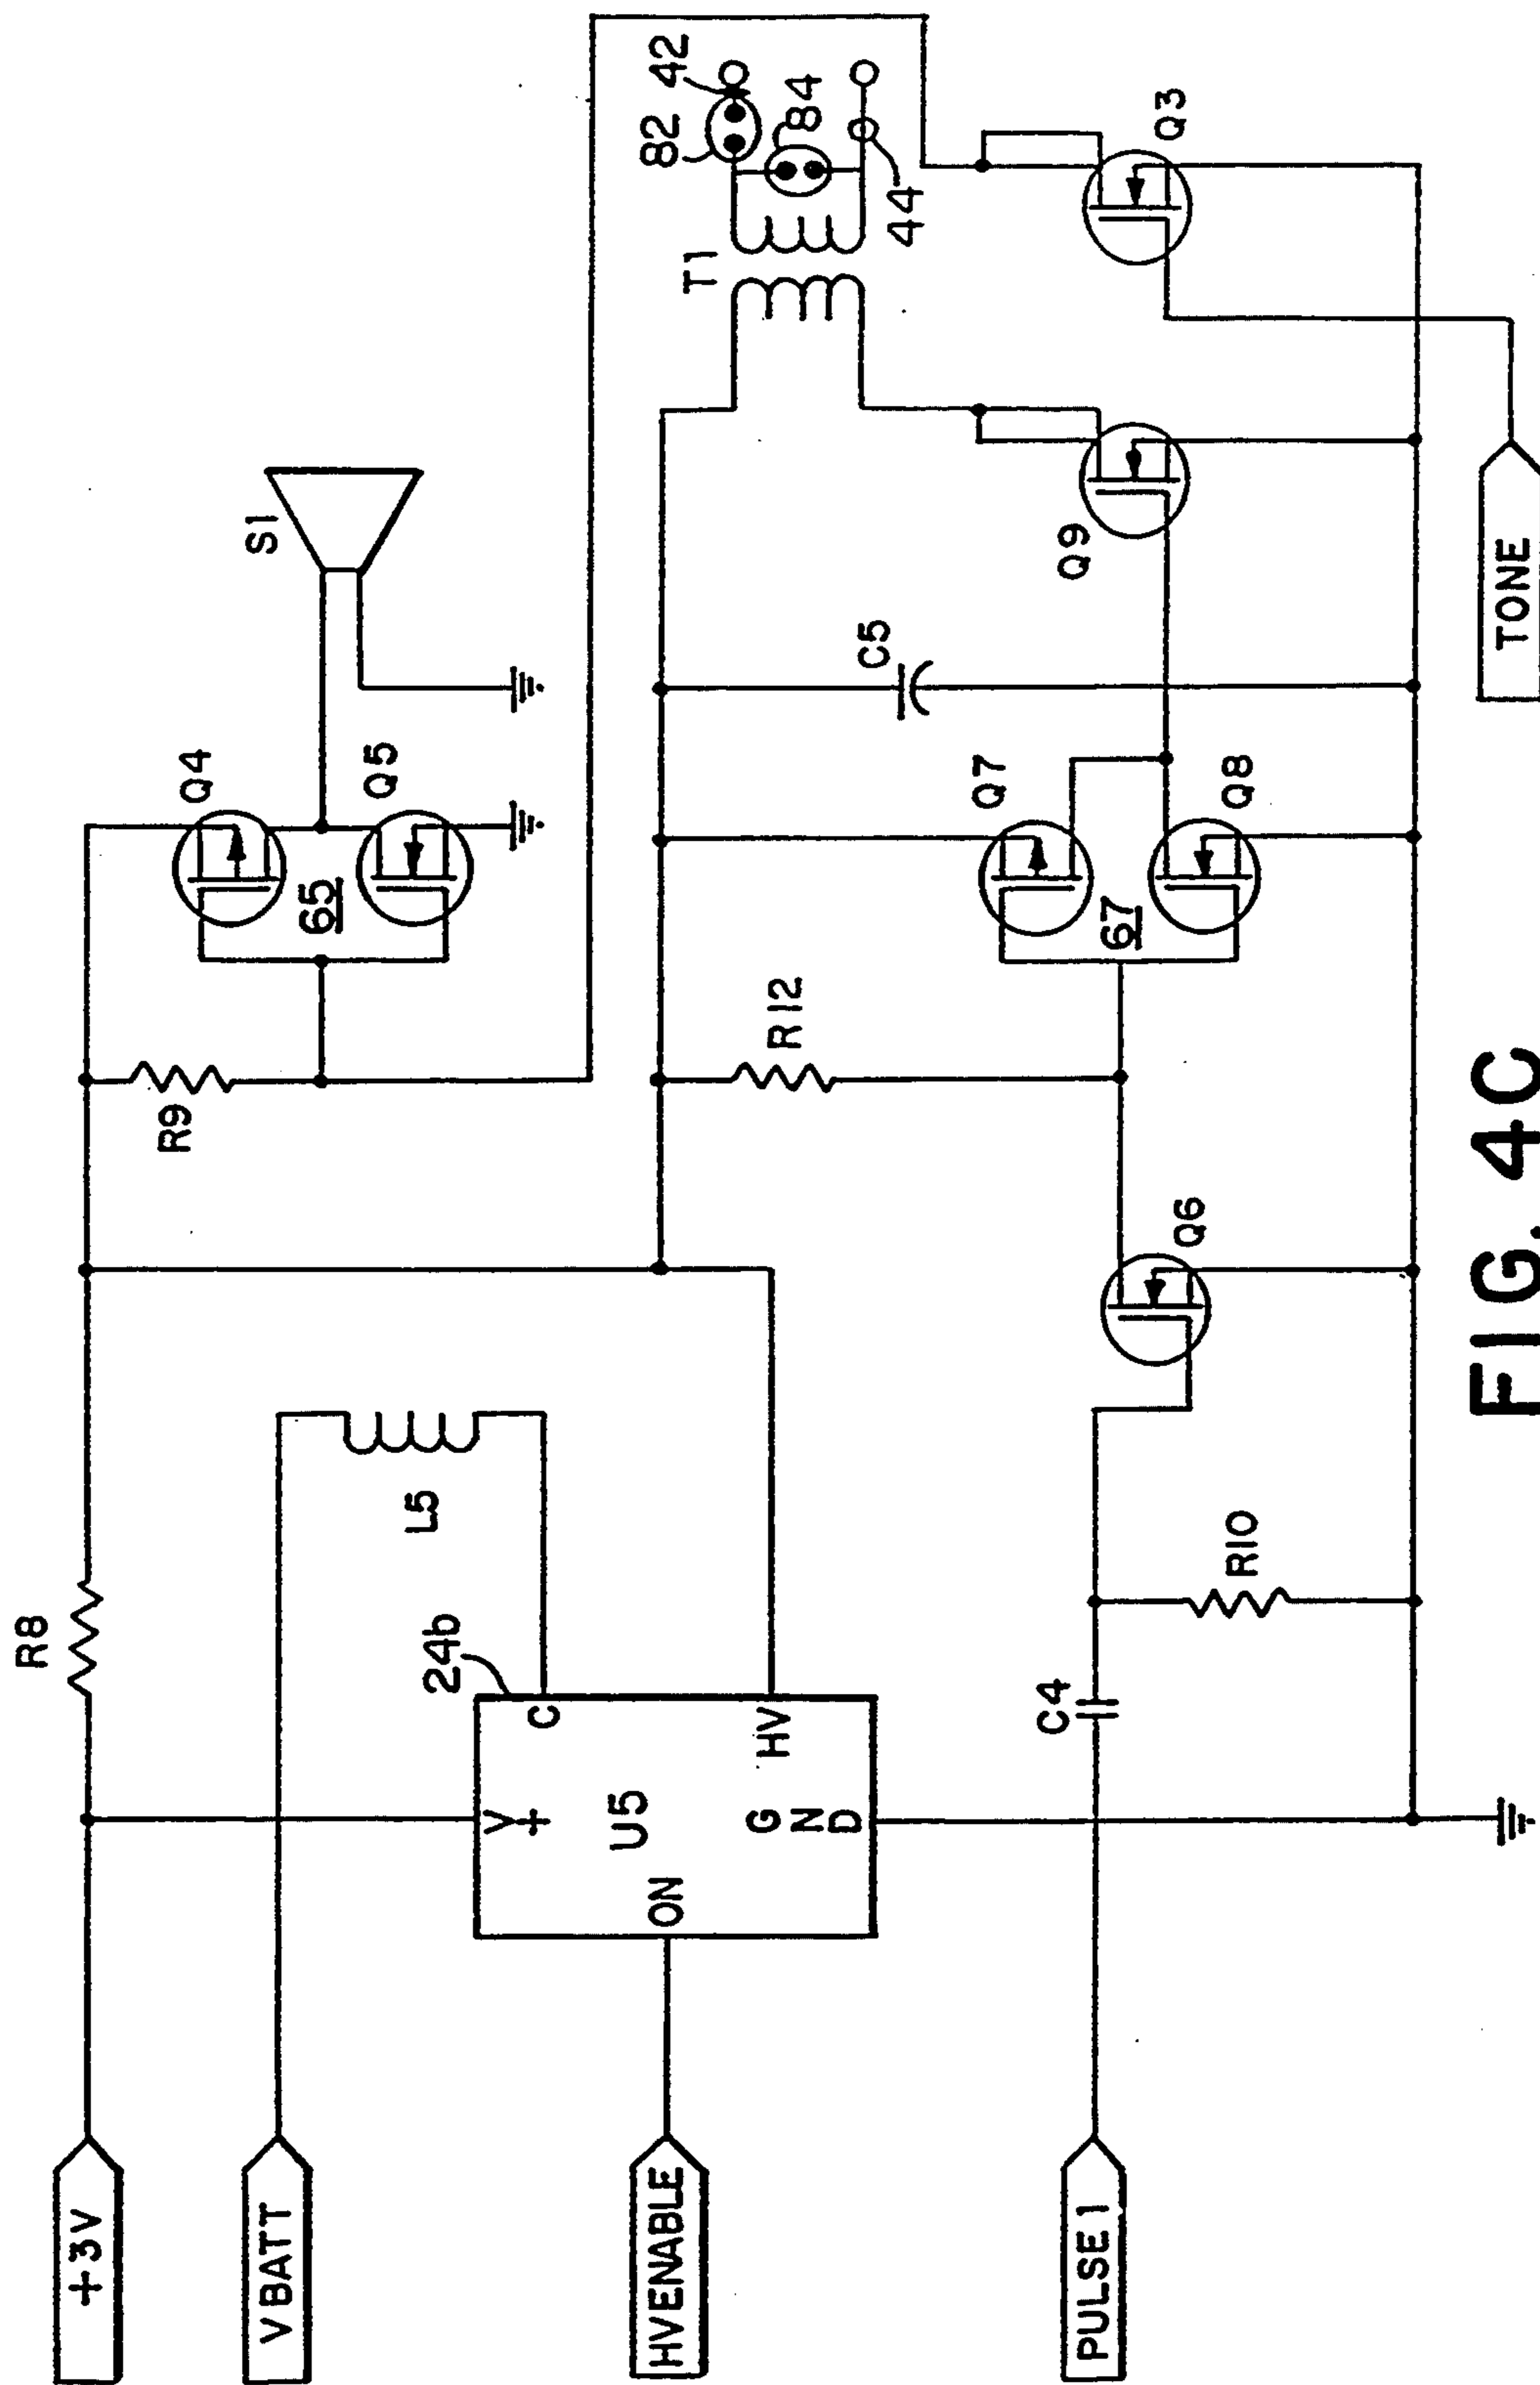 +3V
R8
R9
Q4
65
Q5
S1
VBATT
L5
24b
V+
C
U5
ON
HV
GND
HVENABLE
R12
C5
T1
82
42
84
44
Q7
67
Q8
Q9
Q3
Q6
C4
R10
PULSE 1
TONE
FIG. 4C